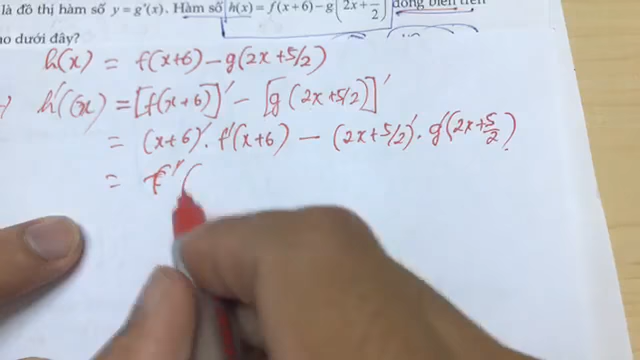 là đồ thị hàm số y = g'(x). Hàm số h(x) = f(x+6) − g(2x + 5/2) đồng biến trên
ào dưới đây?
h(x) = f(x+6) − g(2x+5/2)
h'(x) = [f(x+6)]' − [g(2x+5/2)]'
= (x+6)'. f'(x+6) − (2x+5/2)'. g'(2x+5/2)
= f'(